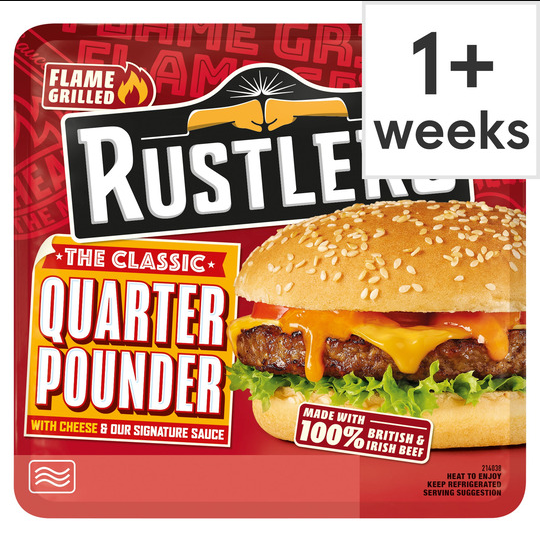 1+
weeks
FLAME
GRILLED
RUSTLERS
THE CLASSIC
QUARTER
POUNDER
WITH CHEESE & OUR SIGNATURE SAUCE
MADE WITH
100% BRITISH &
IRISH BEEF
214038
HEAT TO ENJOY
KEEP REFRIGERATED
SERVING SUGGESTION